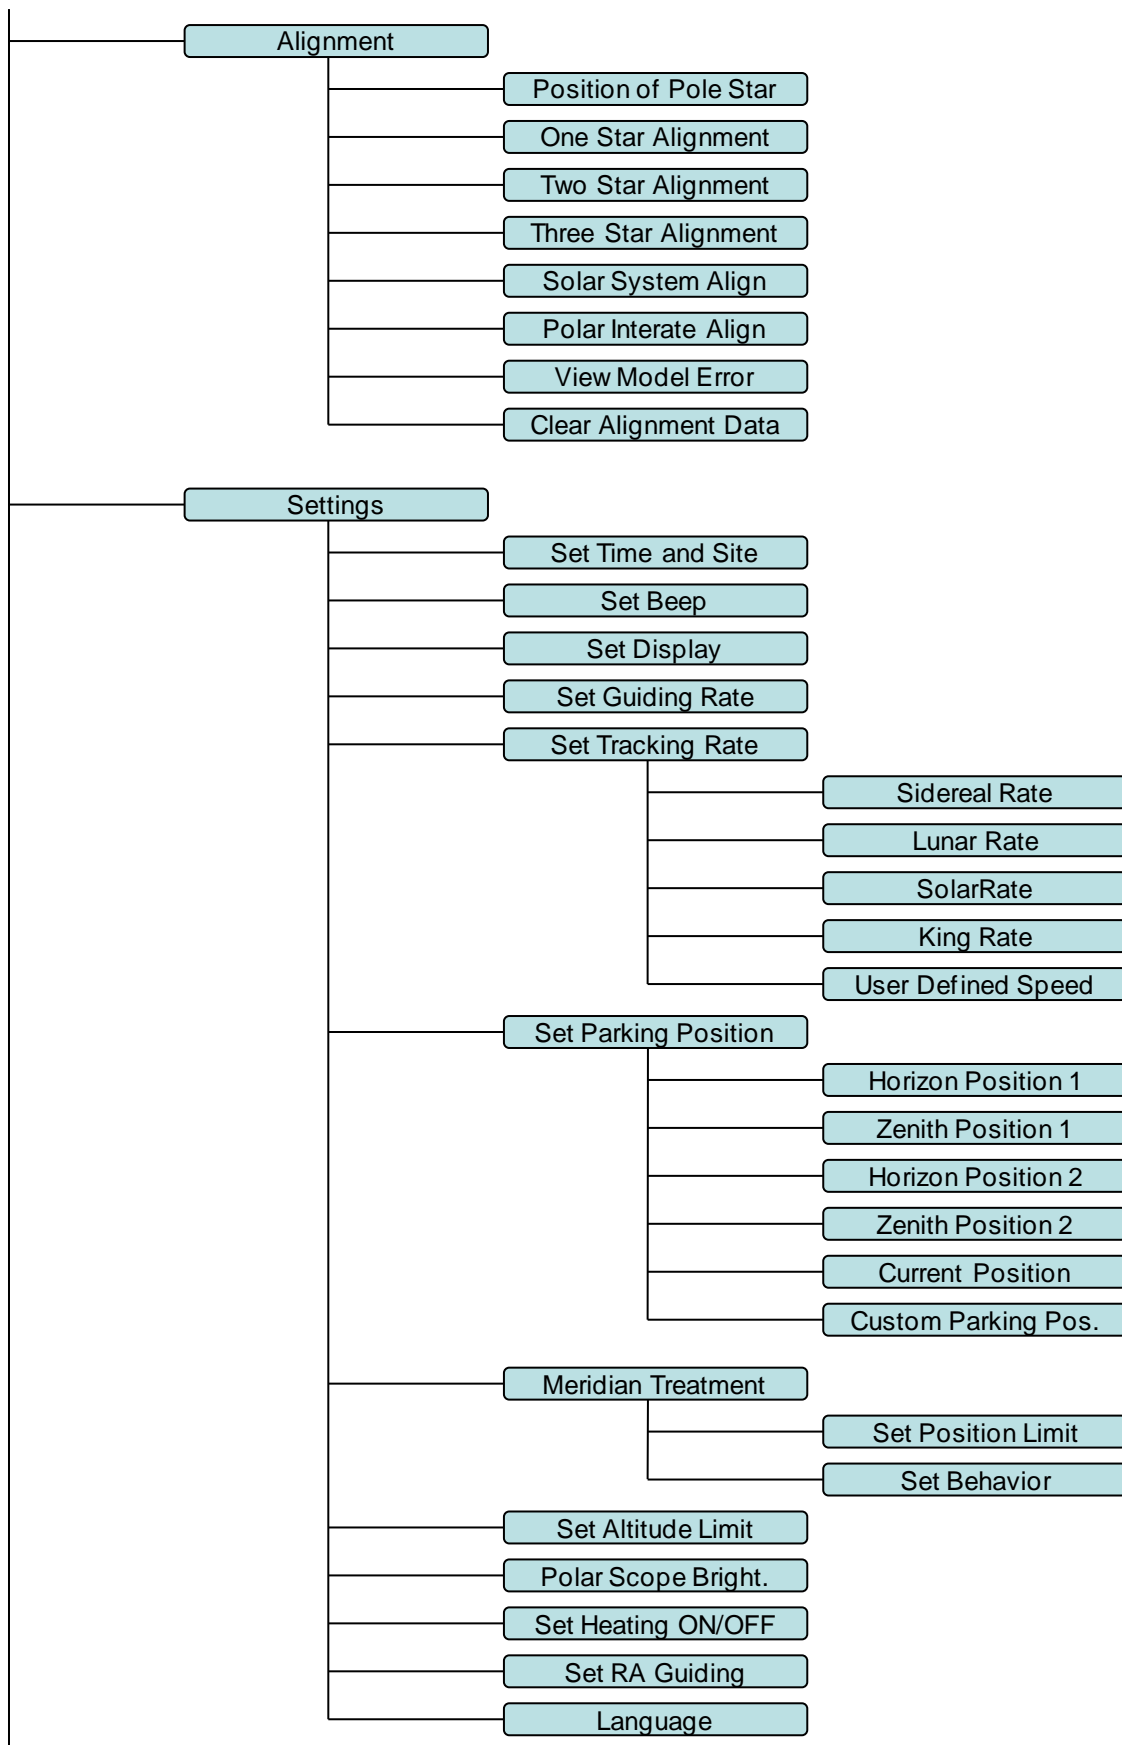 Alignment
Position of Pole Star
One Star Alignment
Two Star Alignment
Three Star Alignment
Solar System Align
Polar Interate Align
View Model Error
Clear Alignment Data
Settings
Set Time and Site
Set Beep
Set Display
Set Guiding Rate
Set Tracking Rate
Sidereal Rate
Lunar Rate
SolarRate
King Rate
User Defined Speed
Set Parking Position
Horizon Position 1
Zenith Position 1
Horizon Position 2
Zenith Position 2
Current Position
Custom Parking Pos.
Meridian Treatment
Set Position Limit
Set Behavior
Set Altitude Limit
Polar Scope Bright.
Set Heating ON/OFF
Set RA Guiding
Language